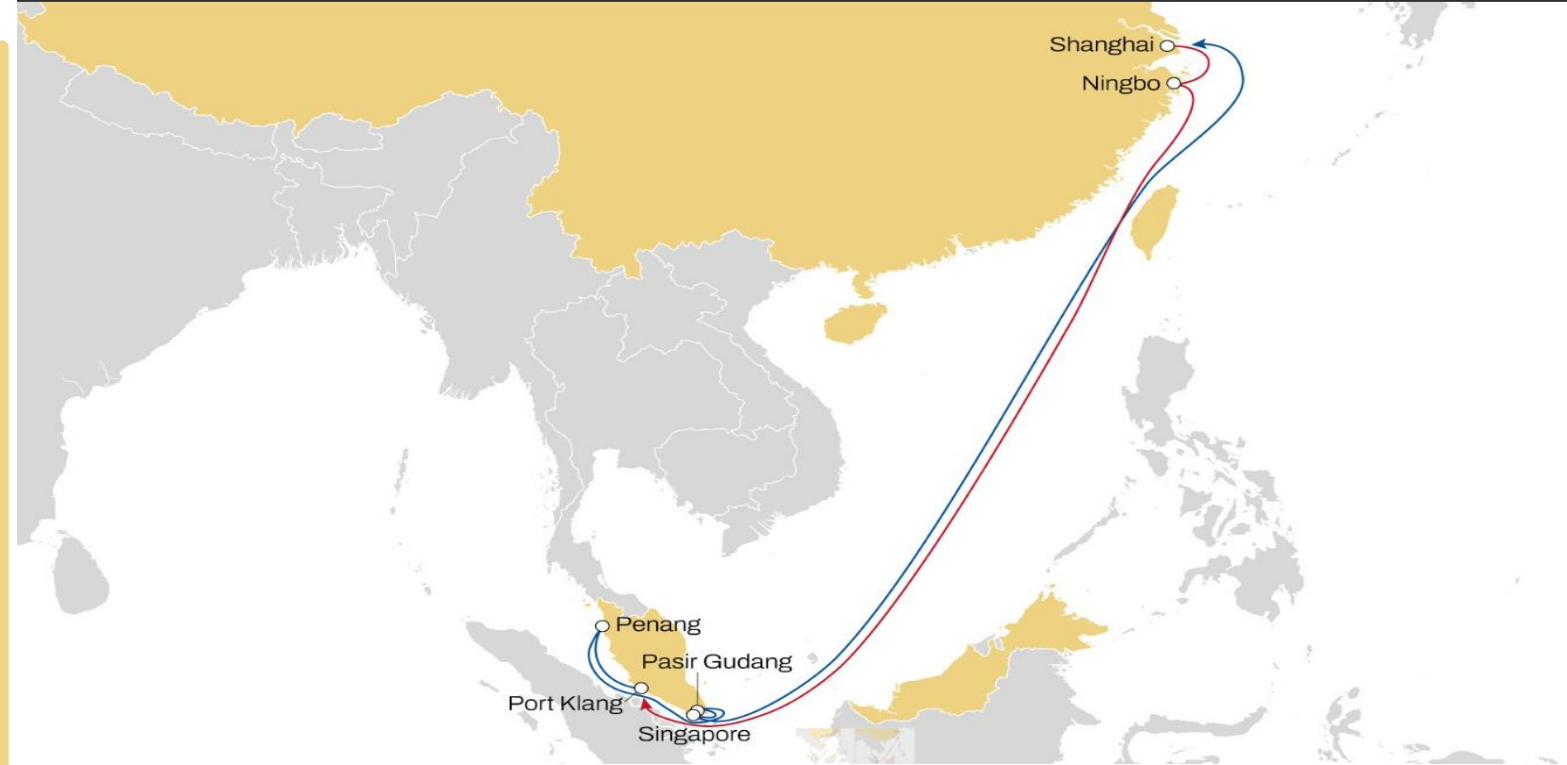 Shanghai
Ningbo
Penang
Pasir Gudang
Port Klang
Singapore